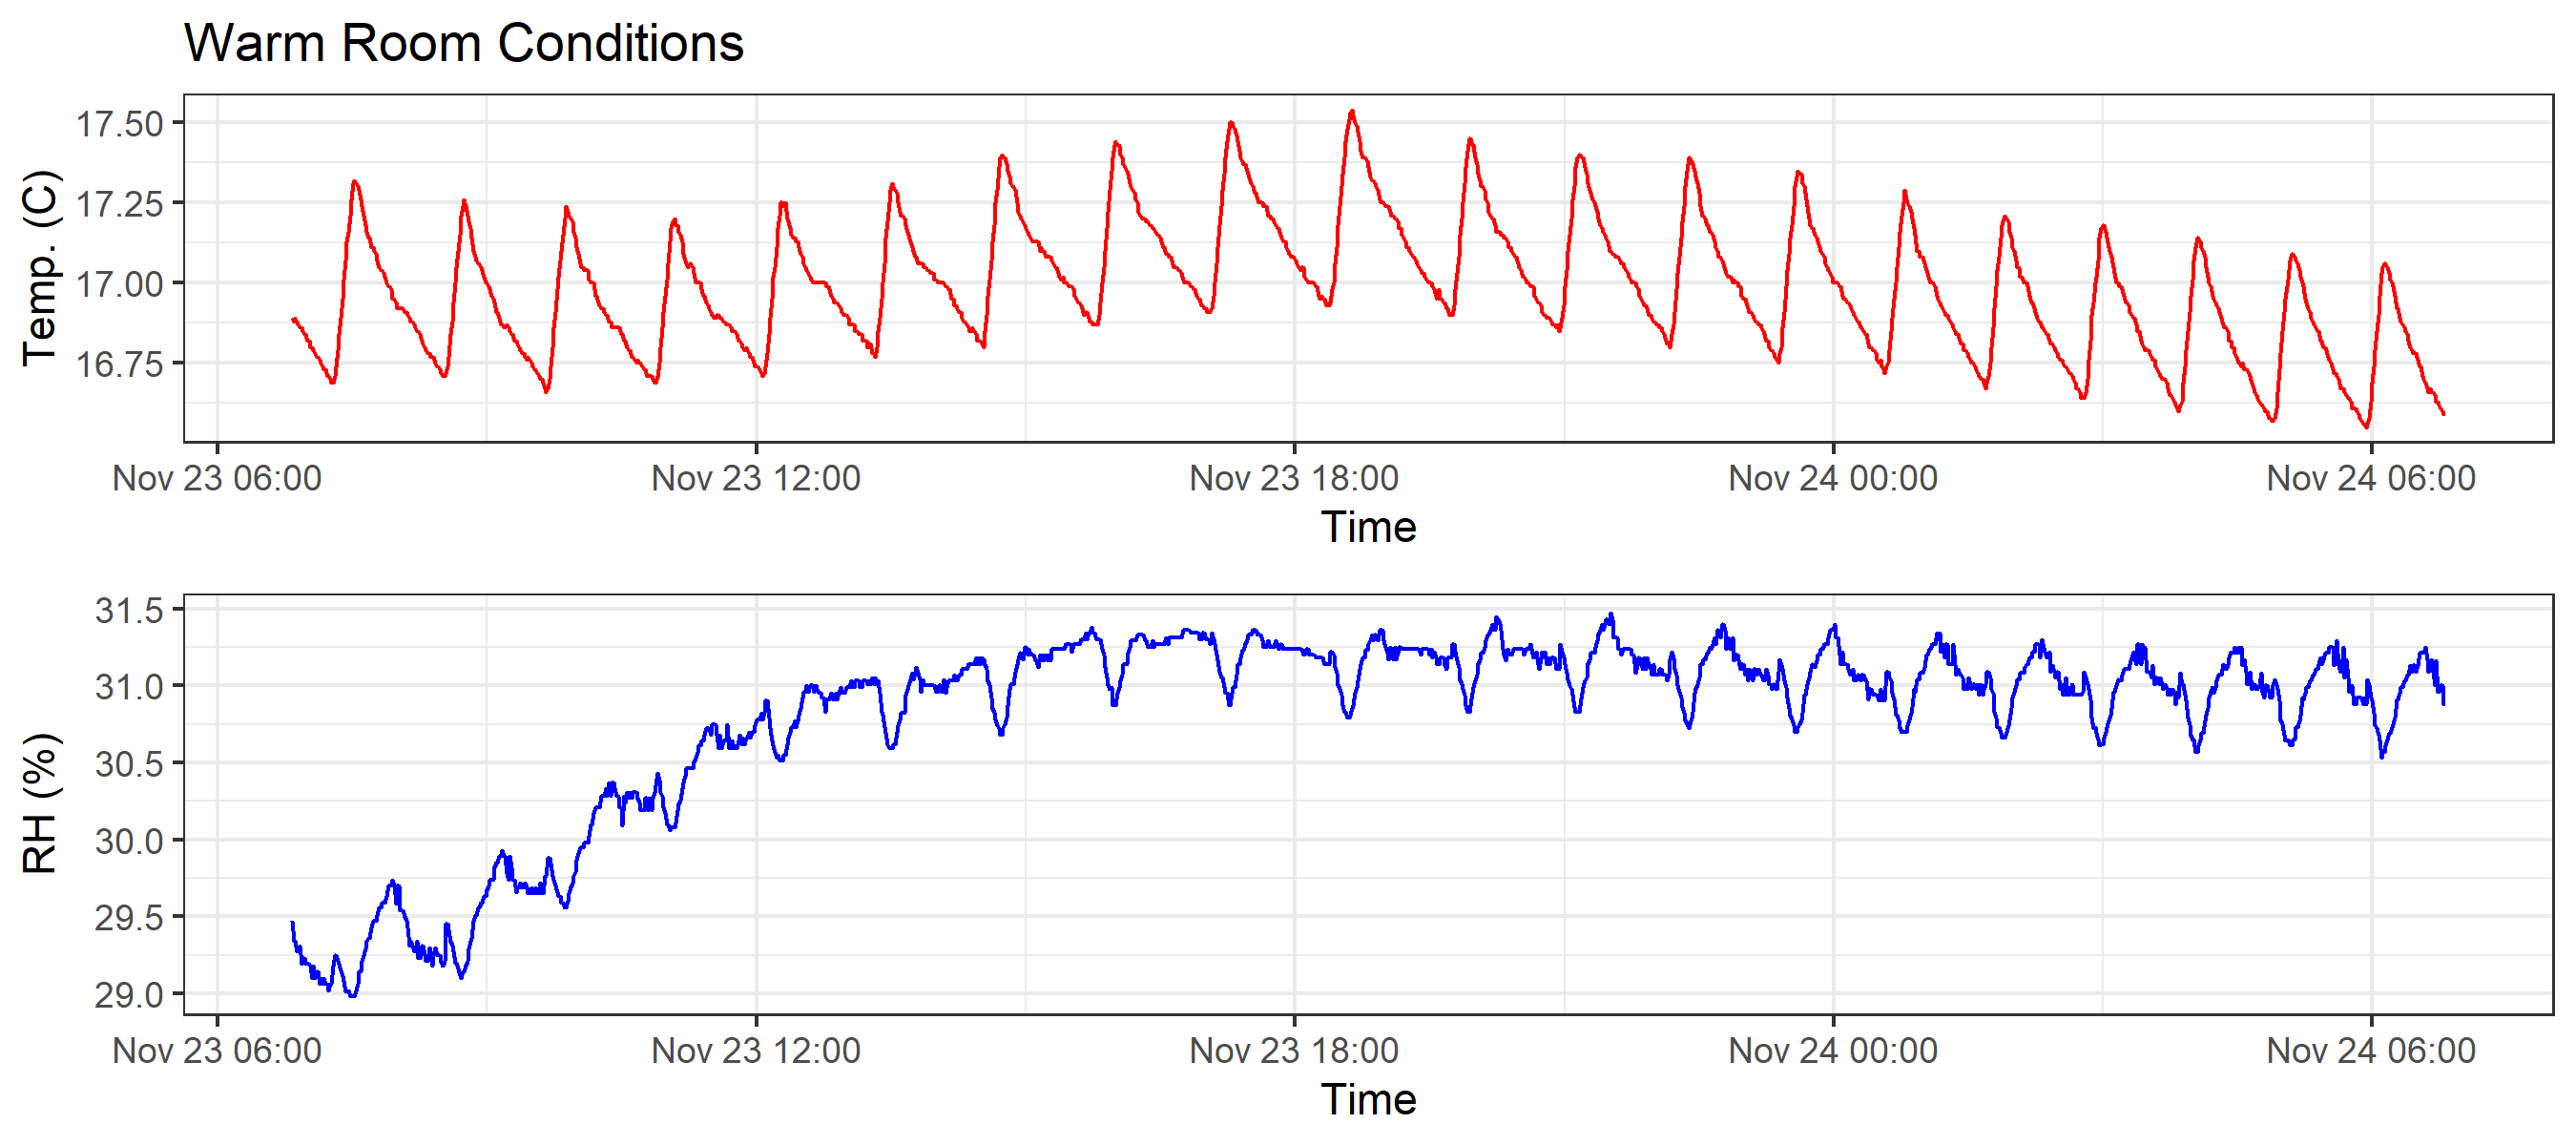 Warm Room Conditions
Temp. (C)
17.50
17.25
17.00
16.75
Nov 23 06:00 Nov 23 12:00 Nov 23 18:00 Nov 24 00:00 Nov 24 06:00
Time
RH (%)
31.5
31.0
30.5
30.0
29.5
29.0
Nov 23 06:00 Nov 23 12:00 Nov 23 18:00 Nov 24 00:00 Nov 24 06:00
Time